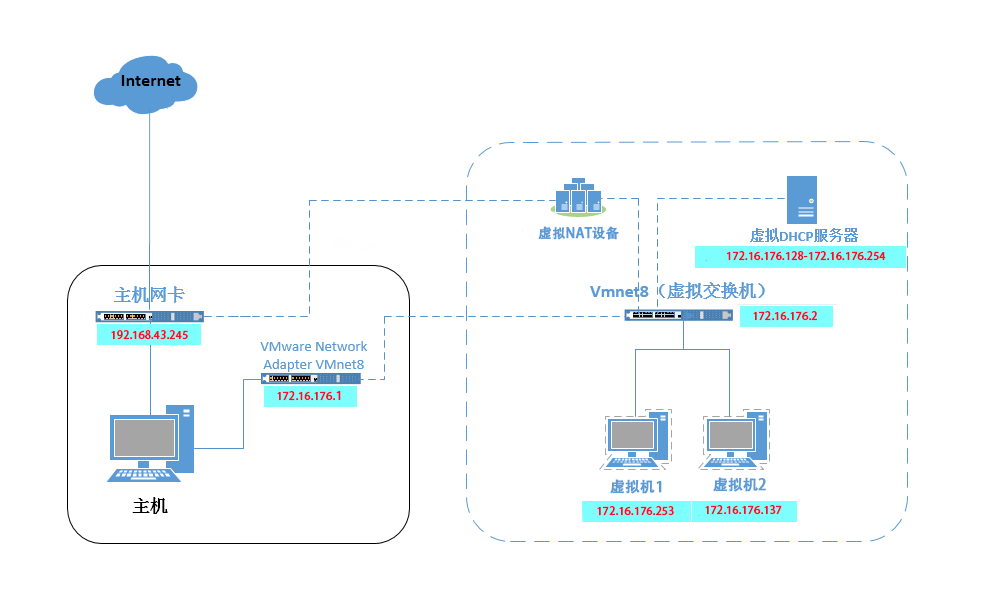 Internet
虚拟NAT设备
虚拟DHCP服务器
172.16.176.128-172.16.176.254
主机网卡
192.168.43.245
Vmnet8（虚拟交换机）
172.16.176.2
VMware Network
Adapter VMnet8
172.16.176.1
主机
虚拟机1
172.16.176.253
虚拟机2
172.16.176.137